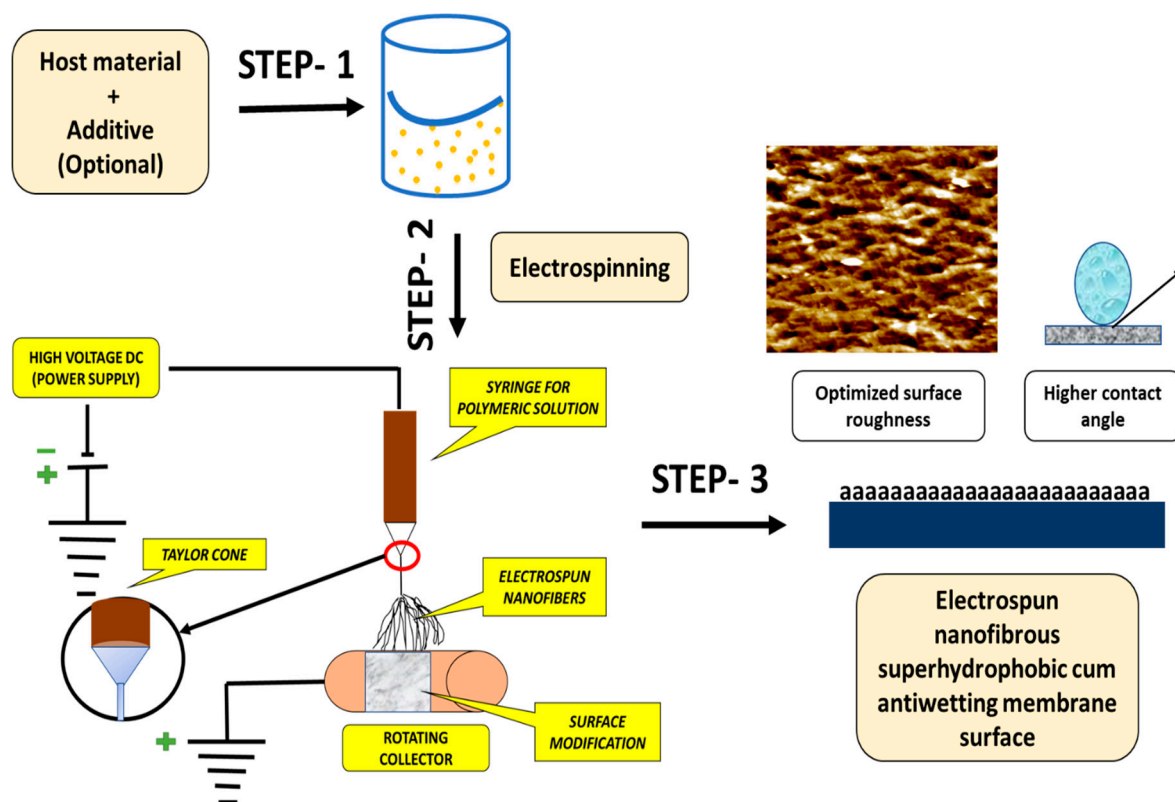 Host material
+
Additive
(Optional)
STEP- 1
STEP- 2
Electrospinning
Optimized surface
roughness
Higher contact
angle
HIGH VOLTAGE DC
(POWER SUPPLY)
SYRINGE FOR
POLYMERIC SOLUTION
−
+
TAYLOR CONE
ELECTROSPUN
NANOFIBERS
SURFACE
MODIFICATION
+
ROTATING
COLLECTOR
STEP- 3
aaaaaaaaaaaaaaaaaaaaaaaaa
Electrospun
nanofibrous
superhydrophobic cum
antiwetting membrane
surface